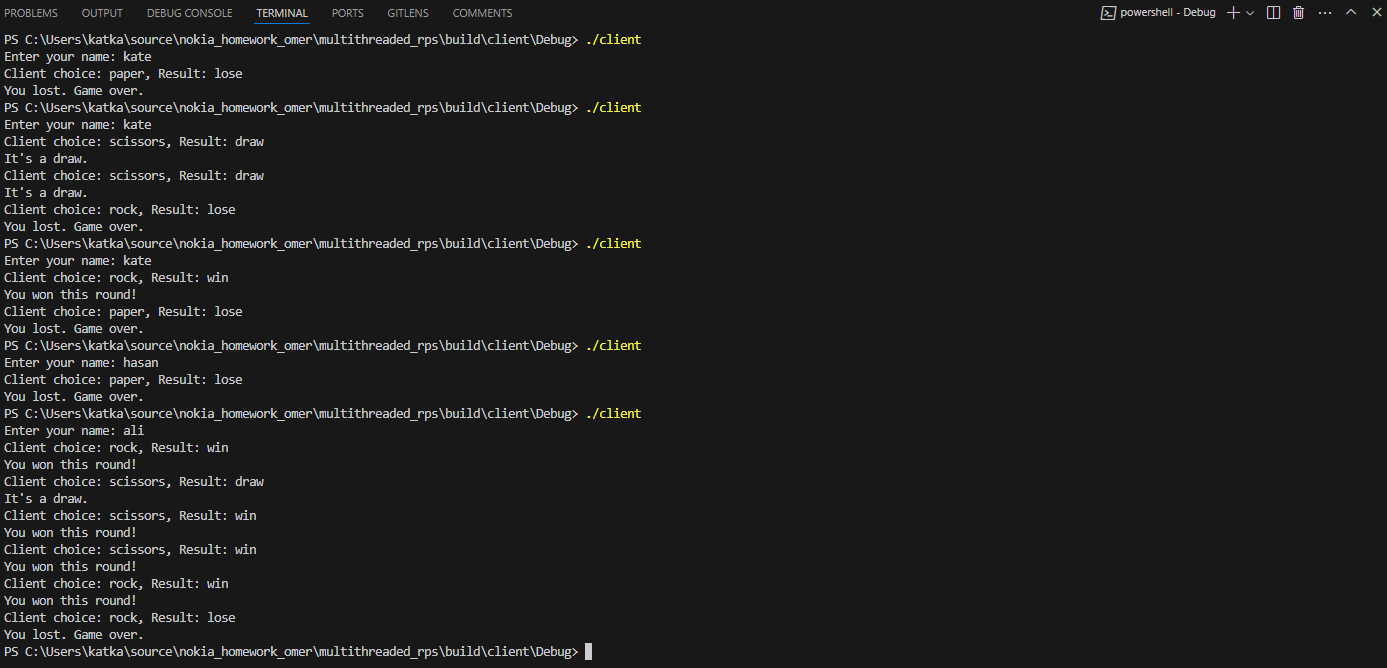 PROBLEMS OUTPUT DEBUG CONSOLE TERMINAL PORTS GITLENS COMMENTS powershell - Debug
PS C:\Users\katka\source\nokia_homework_omer\multithreaded_rps\build\client\Debug> ./client
Enter your name: kate
Client choice: paper, Result: lose
You lost. Game over.
PS C:\Users\katka\source\nokia_homework_omer\multithreaded_rps\build\client\Debug> ./client
Enter your name: kate
Client choice: scissors, Result: draw
It's a draw.
Client choice: scissors, Result: draw
It's a draw.
Client choice: rock, Result: lose
You lost. Game over.
PS C:\Users\katka\source\nokia_homework_omer\multithreaded_rps\build\client\Debug> ./client
Enter your name: kate
Client choice: rock, Result: win
You won this round!
Client choice: paper, Result: lose
You lost. Game over.
PS C:\Users\katka\source\nokia_homework_omer\multithreaded_rps\build\client\Debug> ./client
Enter your name: hasan
Client choice: paper, Result: lose
You lost. Game over.
PS C:\Users\katka\source\nokia_homework_omer\multithreaded_rps\build\client\Debug> ./client
Enter your name: ali
Client choice: rock, Result: win
You won this round!
Client choice: scissors, Result: draw
It's a draw.
Client choice: scissors, Result: win
You won this round!
Client choice: scissors, Result: win
You won this round!
Client choice: rock, Result: win
You won this round!
Client choice: rock, Result: lose
You lost. Game over.
PS C:\Users\katka\source\nokia_homework_omer\multithreaded_rps\build\client\Debug>